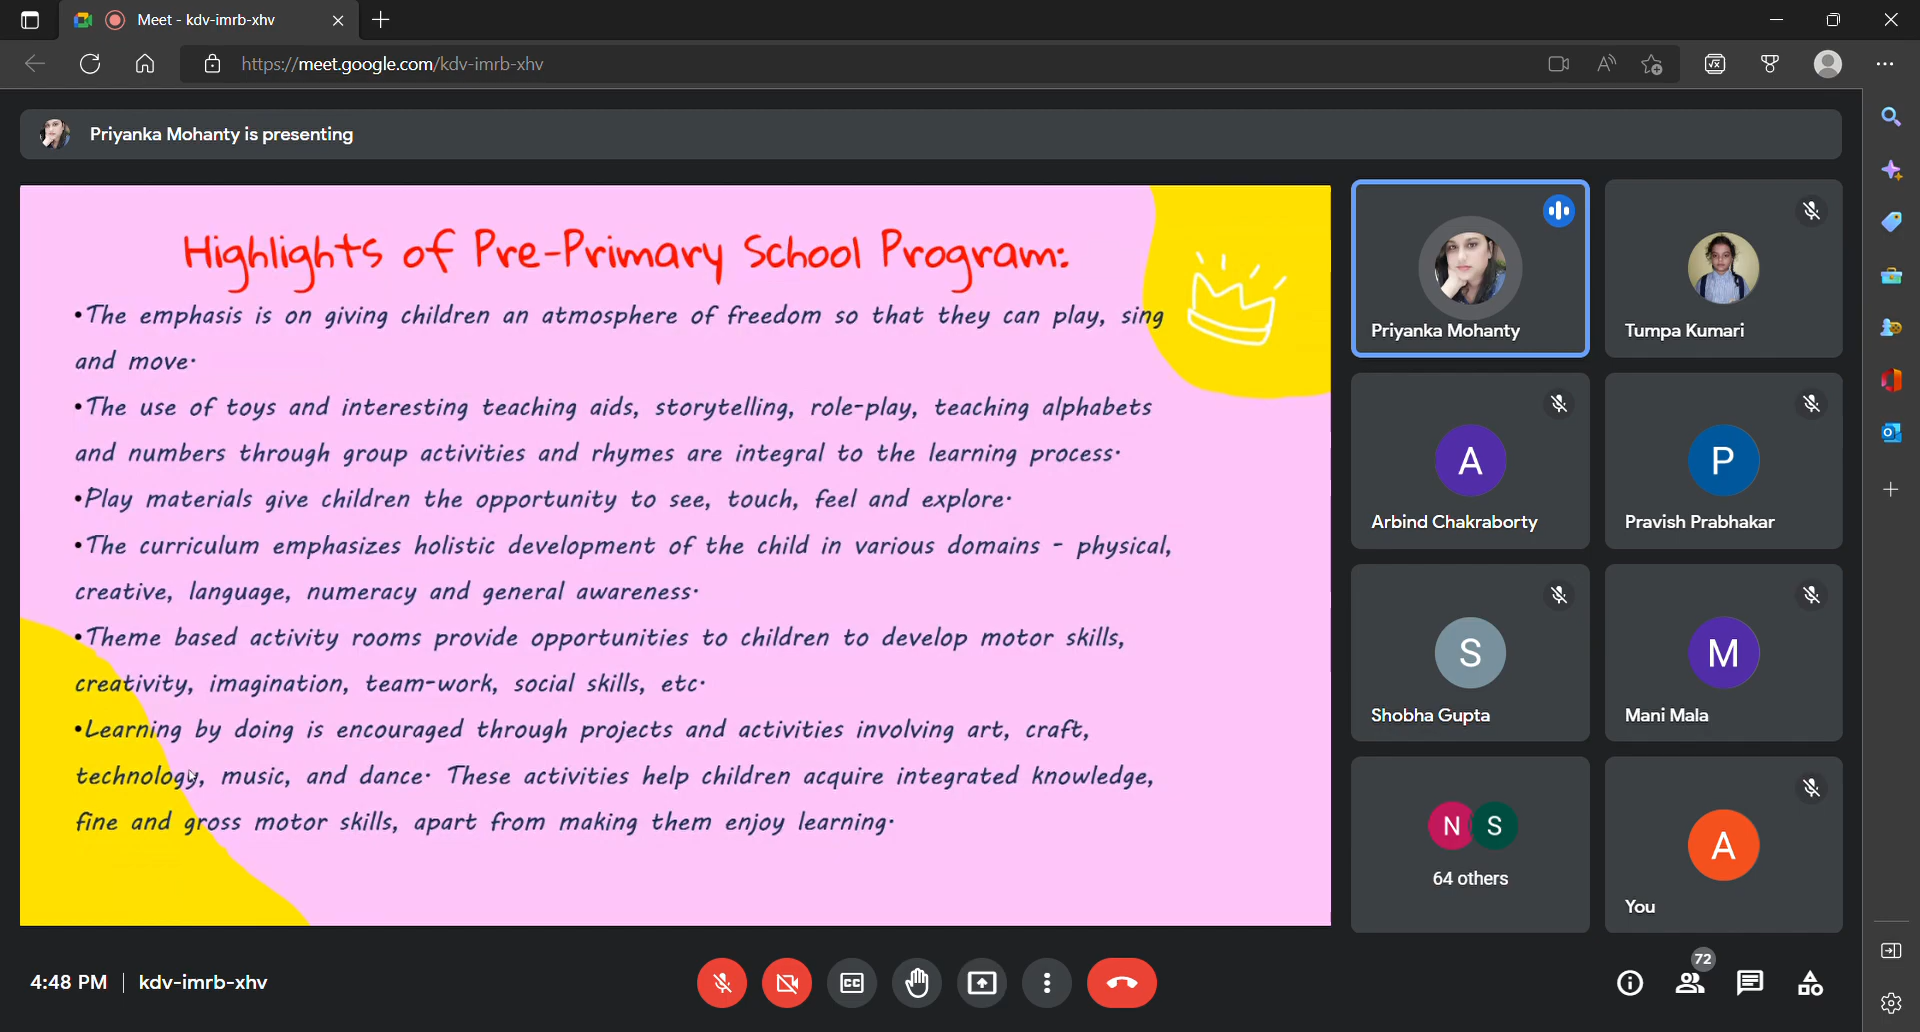 Meet - kdv-imrb-xhv
https://meet.google.com/kdv-imrb-xhv
Priyanka Mohanty is presenting
Highlights of Pre-Primary School Program:
•The emphasis is on giving children an atmosphere of freedom so that they can play, sing
and move.
•The use of toys and interesting teaching aids, storytelling, role-play, teaching alphabets
and numbers through group activities and rhymes are integral to the learning process.
•Play materials give children the opportunity to see, touch, feel and explore.
•The curriculum emphasizes holistic development of the child in various domains - physical,
creative, language, numeracy and general awareness.
•Theme based activity rooms provide opportunities to children to develop motor skills,
creativity, imagination, team-work, social skills, etc.
•Learning by doing is encouraged through projects and activities involving art, craft,
technology, music, and dance. These activities help children acquire integrated knowledge,
fine and gross motor skills, apart from making them enjoy learning.
Priyanka Mohanty
Tumpa Kumari
A
Arbind Chakraborty
P
Pravish Prabhakar
S
Shobha Gupta
M
Mani Mala
N S
64 others
A
You
4:48 PM | kdv-imrb-xhv
CC
72